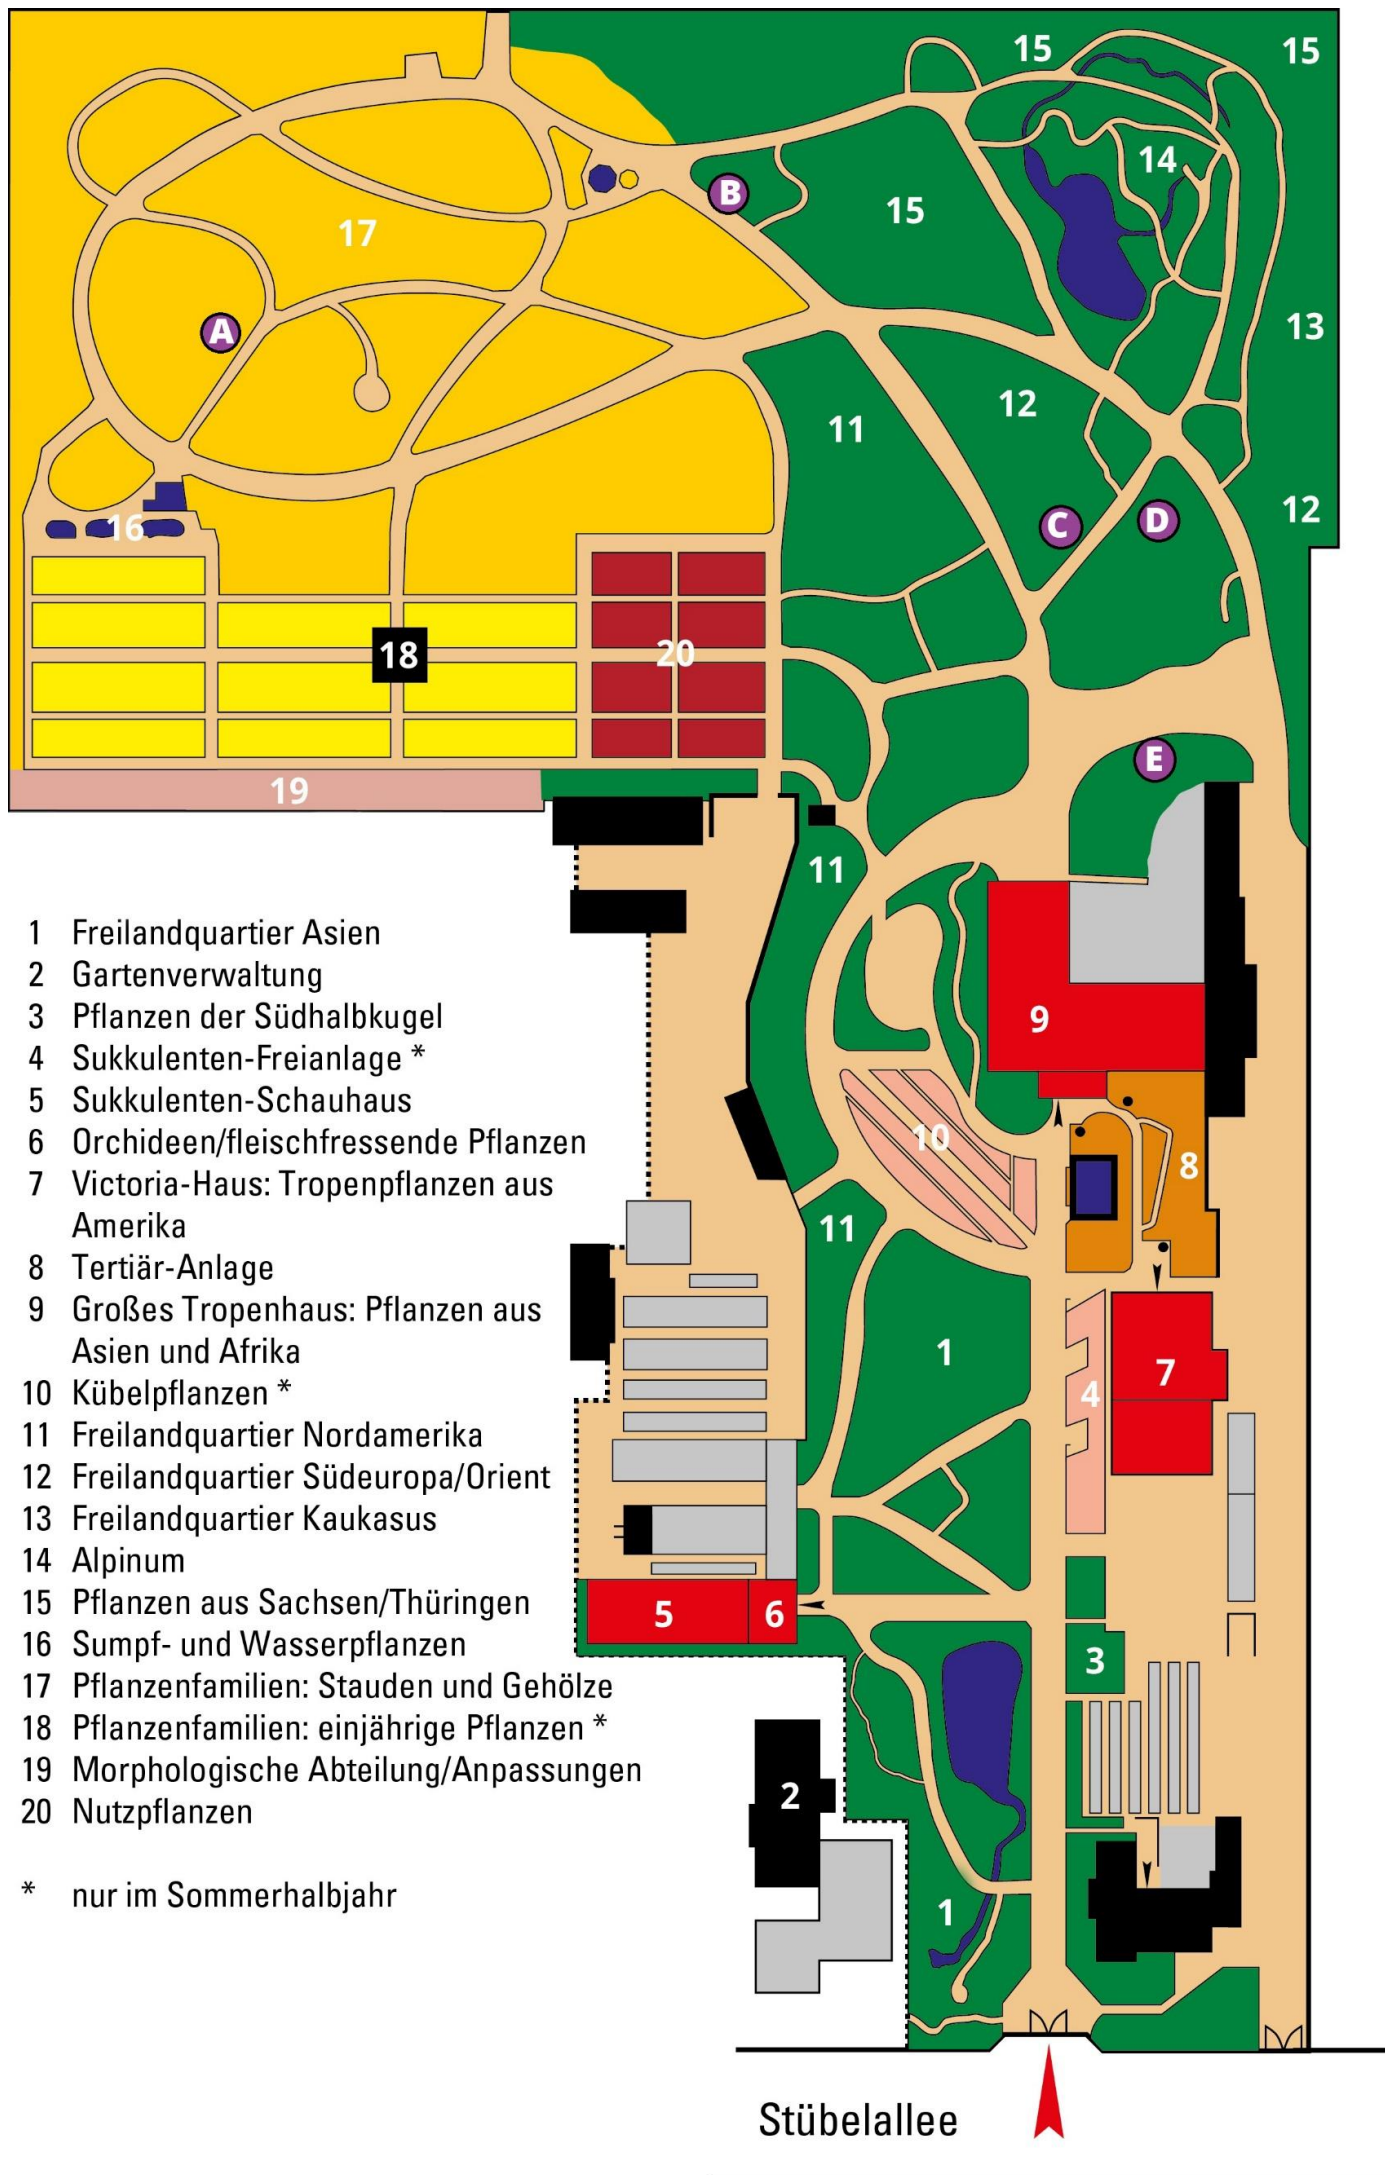 15
15
14
B
15
17
13
A
12
11
12
C
D
16
18
20
E
19
11
9
10
8
11
1
7
4
5
6
3
2
1
1 Freilandquartier Asien
2 Gartenverwaltung
3 Pflanzen der Südhalbkugel
4 Sukkulenten-Freianlage *
5 Sukkulenten-Schauhaus
6 Orchideen/fleischfressende Pflanzen
7 Victoria-Haus: Tropenpflanzen aus
Amerika
8 Tertiär-Anlage
9 Großes Tropenhaus: Pflanzen aus
Asien und Afrika
10 Kübelpflanzen *
11 Freilandquartier Nordamerika
12 Freilandquartier Südeuropa/Orient
13 Freilandquartier Kaukasus
14 Alpinum
15 Pflanzen aus Sachsen/Thüringen
16 Sumpf- und Wasserpflanzen
17 Pflanzenfamilien: Stauden und Gehölze
18 Pflanzenfamilien: einjährige Pflanzen *
19 Morphologische Abteilung/Anpassungen
20 Nutzpflanzen
* nur im Sommerhalbjahr
Stübelallee